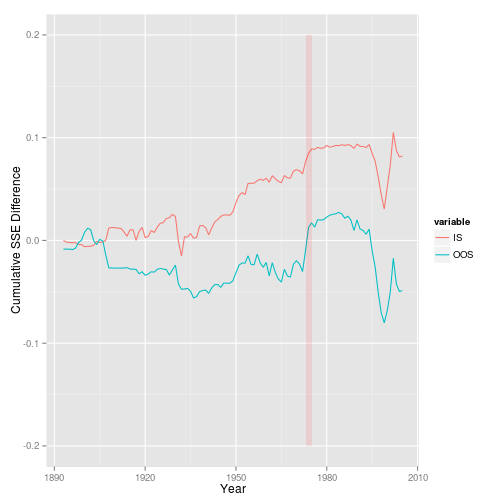 0.2
0.1
0.0
-0.1
-0.2
Cumulative SSE Difference
1890 1920 1950 1980 2010
Year
variable
IS
OOS